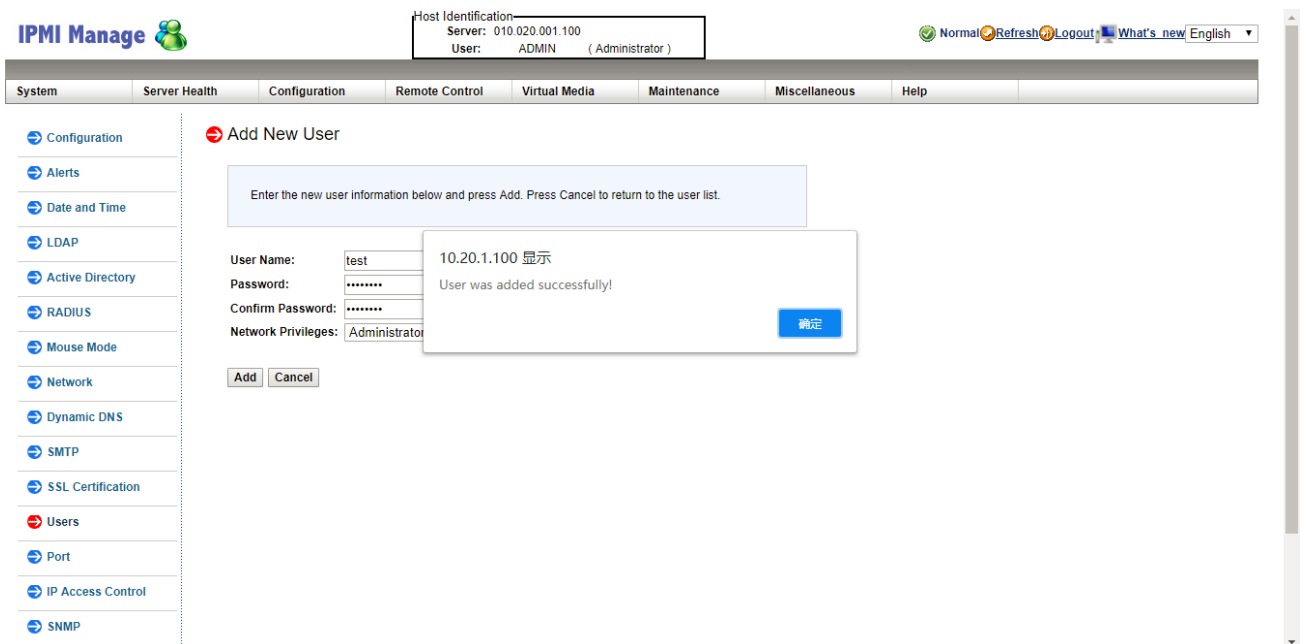 IPMI Manage
Host Identification
Server: 010.020.001.100
User: ADMIN ( Administrator )
Normal Refresh Logout What's new English
System Server Health Configuration Remote Control Virtual Media Maintenance Miscellaneous Help
Configuration
Alerts
Date and Time
LDAP
Active Directory
RADIUS
Mouse Mode
Network
Dynamic DNS
SMTP
SSL Certification
Users
Port
IP Access Control
SNMP
Add New User
Enter the new user information below and press Add. Press Cancel to return to the user list.
User Name: test
Password: ••••••••
Confirm Password: ••••••••
Network Privileges: Administrator
Add Cancel
10.20.1.100 显示
User was added successfully!
确定